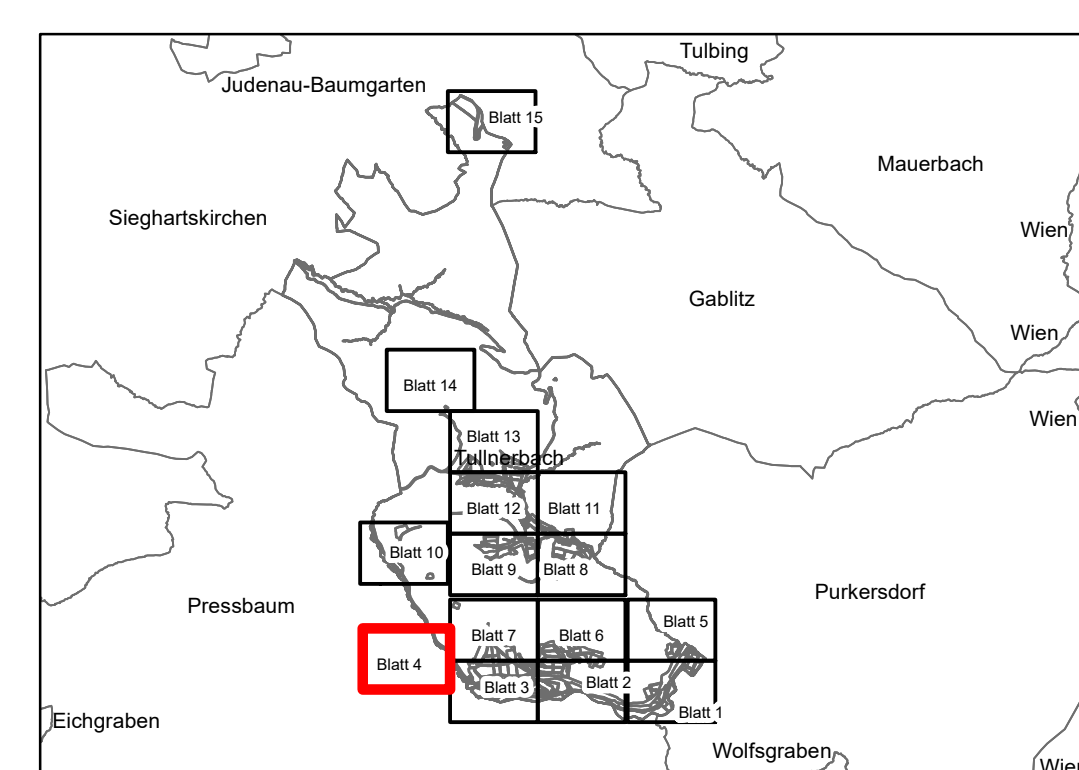 Tulbing
Judenau-Baumgarten
Blatt 15
Mauerbach
Sieghartskirchen
Wien
Gablitz
Wien
Blatt 14
Wien
Blatt 13
Tullnerbach
Blatt 12
Blatt 11
Blatt 10
Blatt 9
Blatt 8
Purkersdorf
Pressbaum
Blatt 5
Blatt 7
Blatt 6
Blatt 4
Blatt 3
Blatt 2
Blatt 1
Eichgraben
Wolfsgraben
Wien